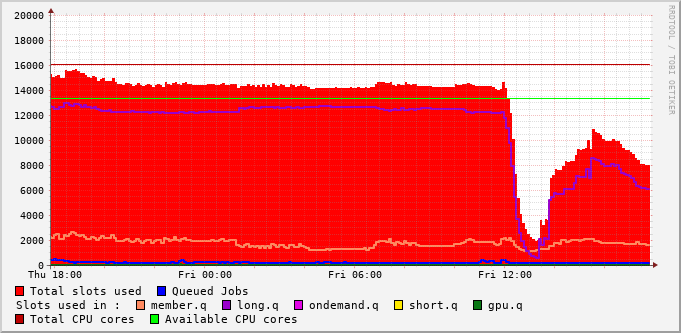 20000
18000
16000
14000
12000
10000
8000
6000
4000
2000
0
Thu 18:00 Fri 00:00 Fri 06:00 Fri 12:00
Total slots used Queued Jobs
Slots used in : member.q long.q ondemand.q short.q gpu.q
Total CPU cores Available CPU cores
RRDTOOL / TOBI OETIKER